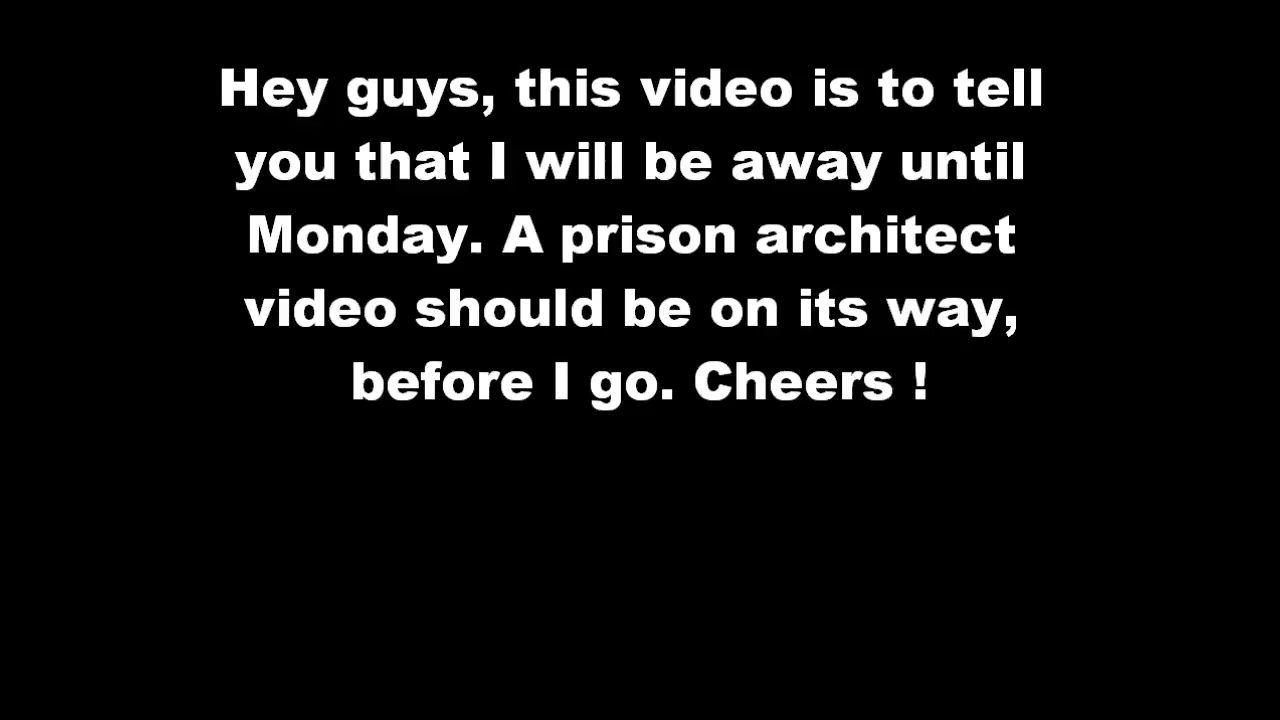 Hey guys, this video is to tell
you that I will be away until
Monday. A prison architect
video should be on its way,
before I go. Cheers !